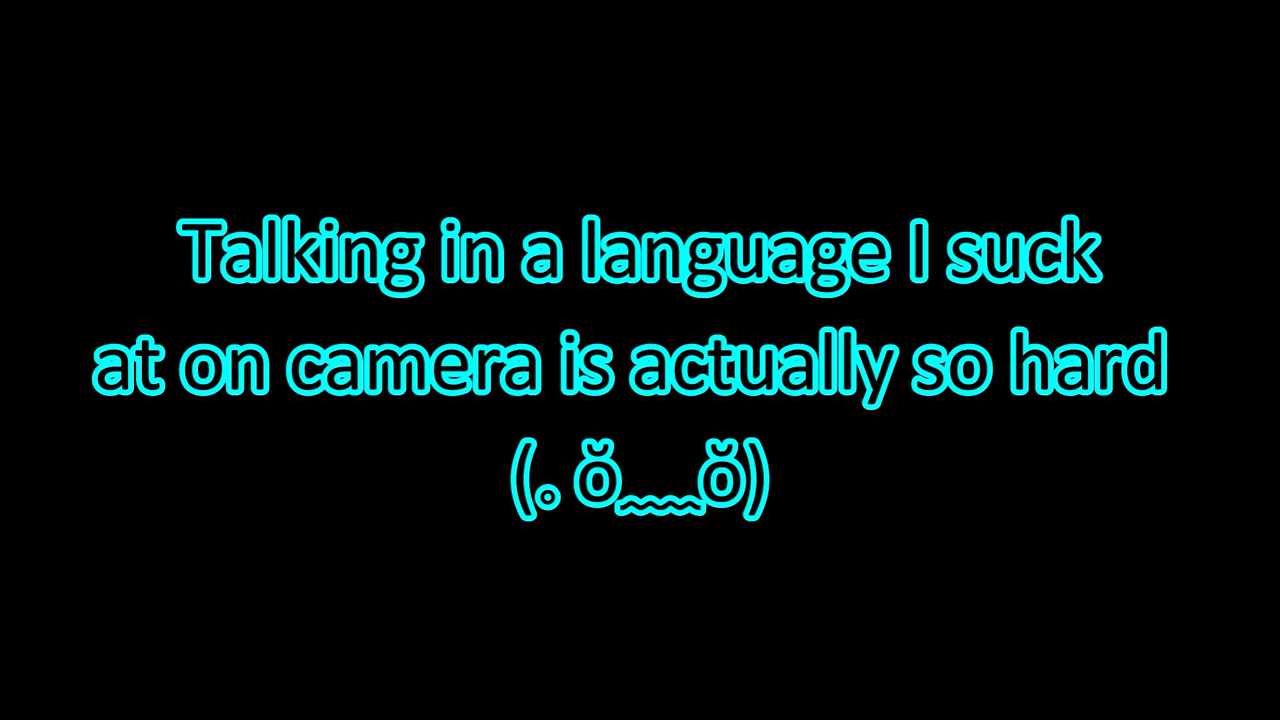 Talking in a language I suck
at on camera is actually so hard
(. ŏ﹏ŏ)